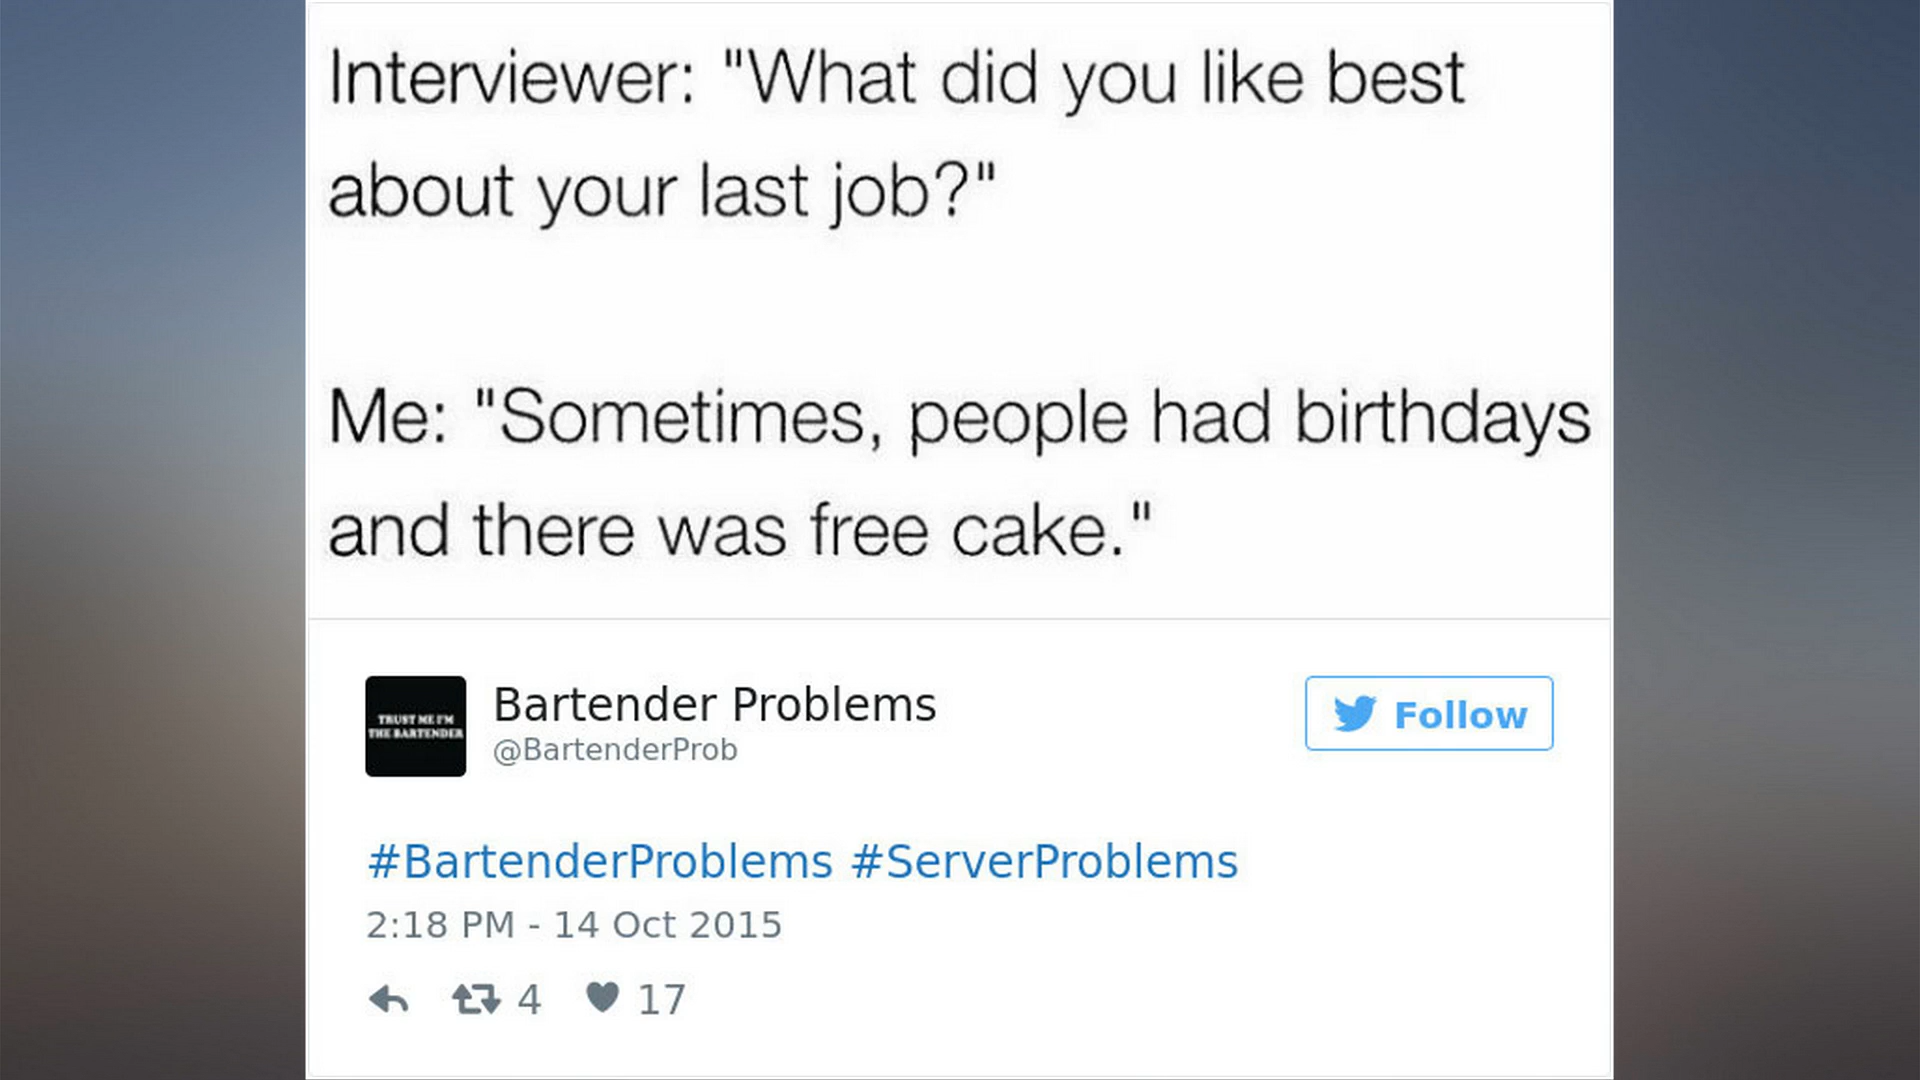 Interviewer: "What did you like best
about your last job?"
Me: "Sometimes, people had birthdays
and there was free cake."
TRUST ME I'M
THE BARTENDER
Bartender Problems
@BartenderProb
Follow
#BartenderProblems #ServerProblems
2:18 PM - 14 Oct 2015
4 17